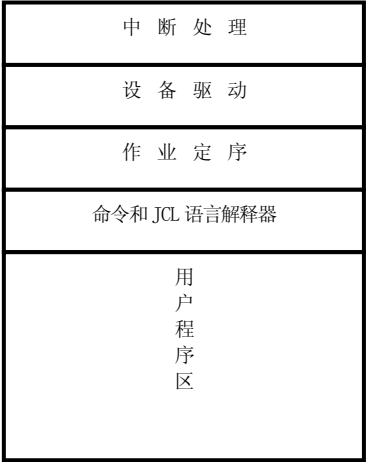 中断处理
设备驱动
作业定序
命令和 JCL 语言解释器
用
户
程
序
区